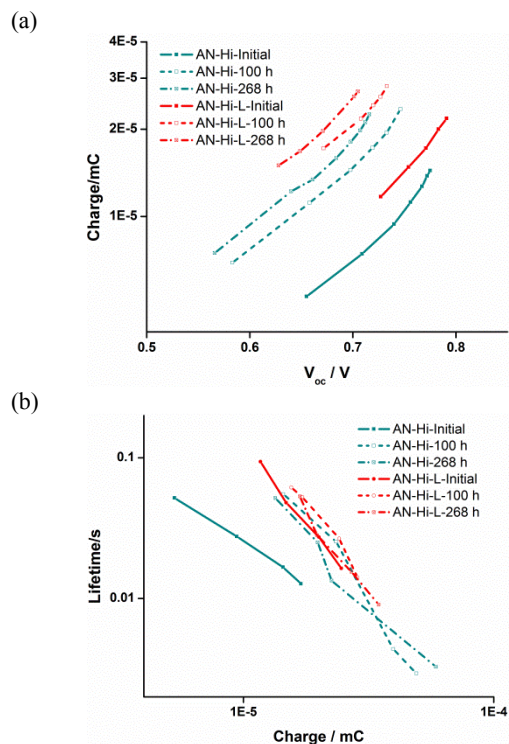 (a)
4E-5
3E-5
2E-5
1E-5
Charge/mC
AN-Hi-Initial
AN-Hi-100 h
AN-Hi-268 h
AN-Hi-L-Initial
AN-Hi-L-100 h
AN-Hi-L-268 h
0.5 0.6 0.7 0.8
Voc / V
(b)
0.1
0.01
Lifetime/s
AN-Hi-Initial
AN-Hi-100 h
AN-Hi-268 h
AN-Hi-L-Initial
AN-Hi-L-100 h
AN-Hi-L-268 h
1E-5 1E-4
Charge / mC